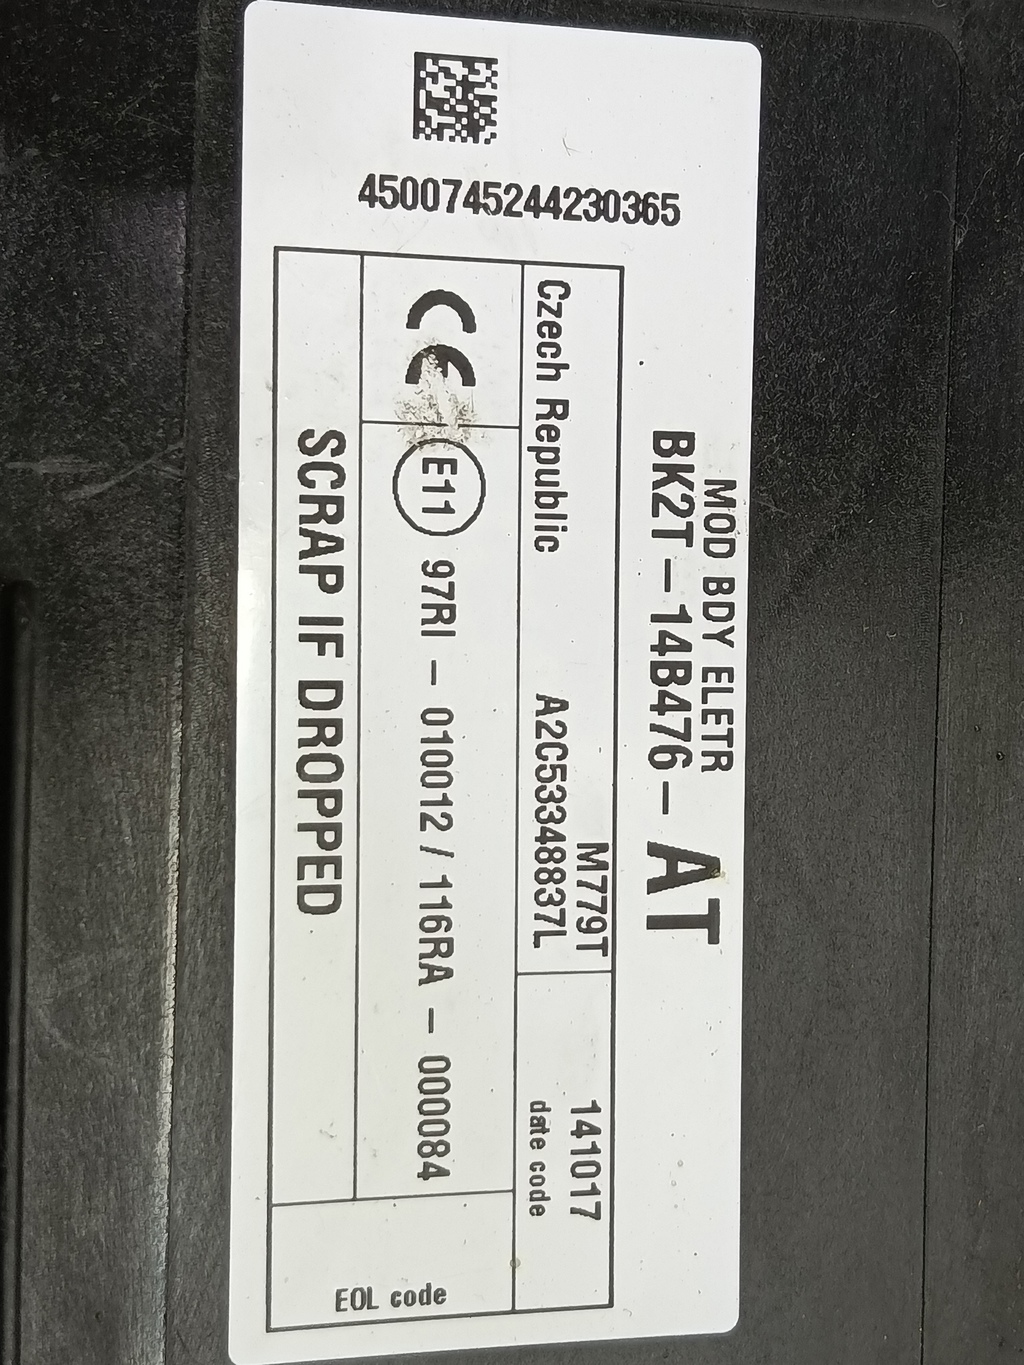 4500745244230365
MOD BDY ELETR
BK2T-14B476- AT
M779T
Czech Republic A2C53348837L
141017
date code
CE
E11 97RI - 010012 / 116RA - 000084
SCRAP IF DROPPED
EOL code